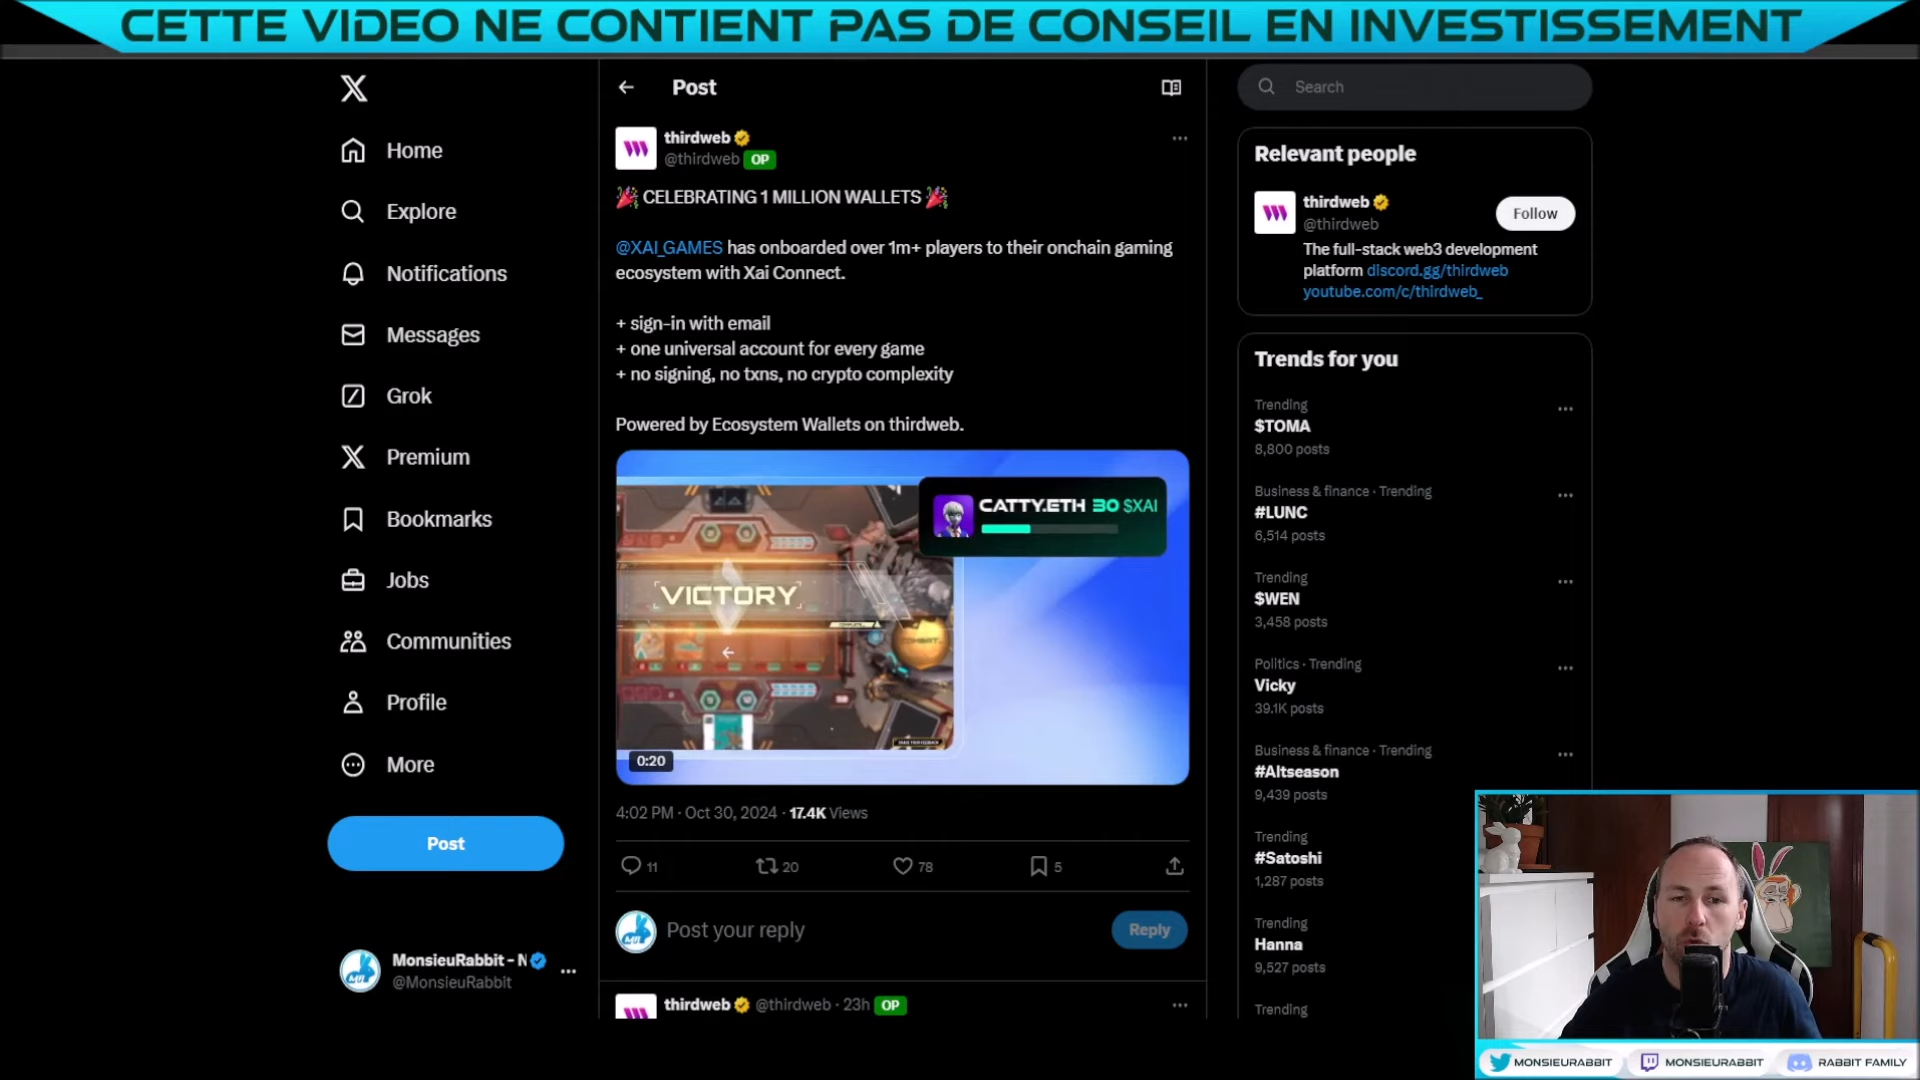 CETTE VIDEO NE CONTIENT PAS DE CONSEIL EN INVESTISSEMENT
Home
Explore
Notifications
Messages
Grok
Premium
Bookmarks
Jobs
Communities
Profile
More
Post
MonsieuRabbit - N
@MonsieuRabbit
Post
thirdweb
@thirdweb OP
🎉 CELEBRATING 1 MILLION WALLETS 🎉
@XAI_GAMES has onboarded over 1m+ players to their onchain gaming
ecosystem with Xai Connect.
+ sign-in with email
+ one universal account for every game
+ no signing, no txns, no crypto complexity
Powered by Ecosystem Wallets on thirdweb.
CATTY.ETH 30 $XAI
VICTORY
COMBAT
0:20
4:02 PM · Oct 30, 2024 · 17.4K Views
11 20 78 5
Post your reply
Reply
thirdweb @thirdweb · 23h OP
Search
Relevant people
thirdweb
@thirdweb
Follow
The full-stack web3 development
platform discord.gg/thirdweb
youtube.com/c/thirdweb_
Trends for you
Trending
$TOMA
8,800 posts
Business & finance · Trending
#LUNC
6,514 posts
Trending
$WEN
3,458 posts
Politics · Trending
Vicky
39.1K posts
Business & finance · Trending
#Altseason
9,439 posts
Trending
#Satoshi
1,287 posts
Trending
Hanna
9,527 posts
Trending
MONSIEURABBIT
MONSIEURABBIT
RABBIT FAMILY